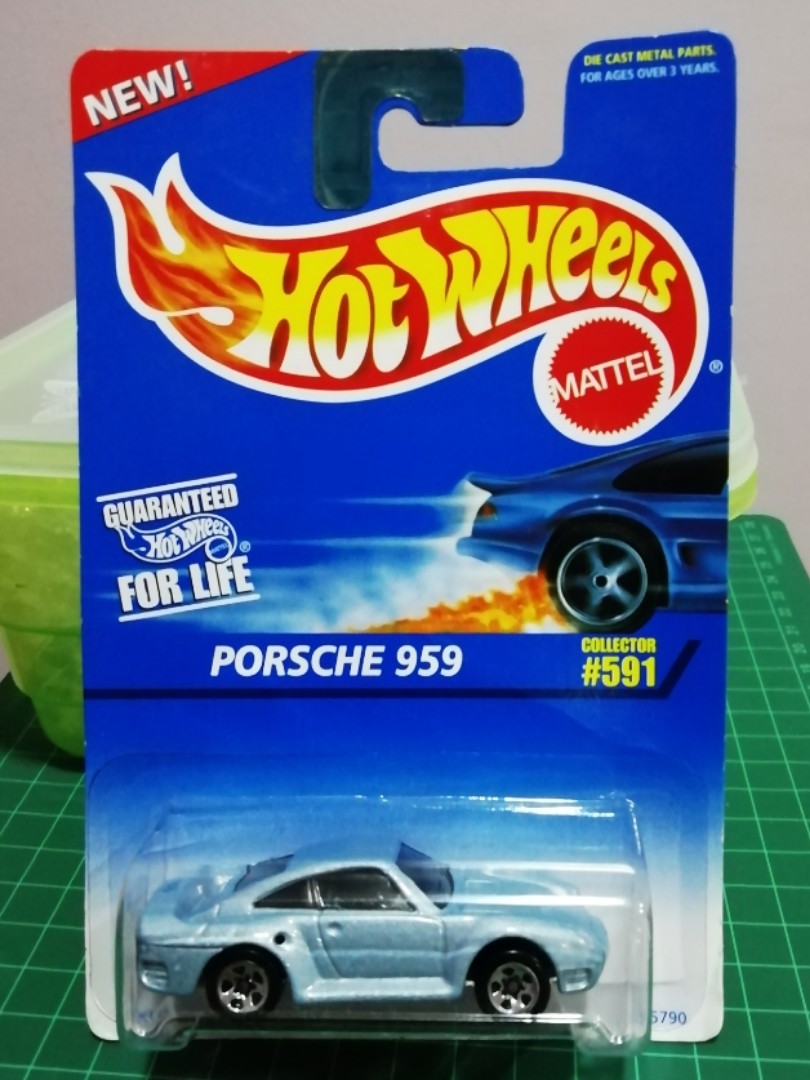 NEW!
DIE CAST METAL PARTS.
FOR AGES OVER 3 YEARS.
HOT WHEELS
MATTEL
®
GUARANTEED
HOT WHEELS ®
FOR LIFE
PORSCHE 959
COLLECTOR
#591
5790